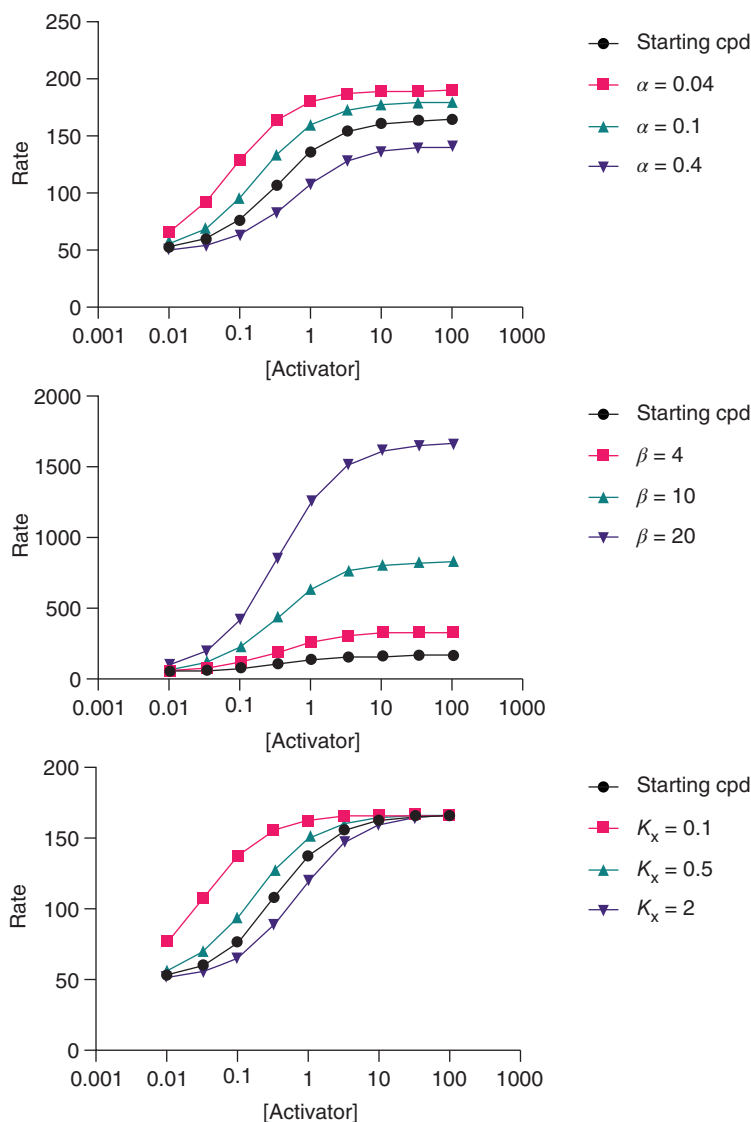 250
200
150
100
50
0
Rate
0.001 0.01 0.1 1 10 100 1000
[Activator]
Starting cpd
α = 0.04
α = 0.1
α = 0.4
2000
1500
1000
500
0
Rate
0.001 0.01 0.1 1 10 100 1000
[Activator]
Starting cpd
β = 4
β = 10
β = 20
200
150
100
50
0
Rate
0.001 0.01 0.1 1 10 100 1000
[Activator]
Starting cpd
Kx = 0.1
Kx = 0.5
Kx = 2